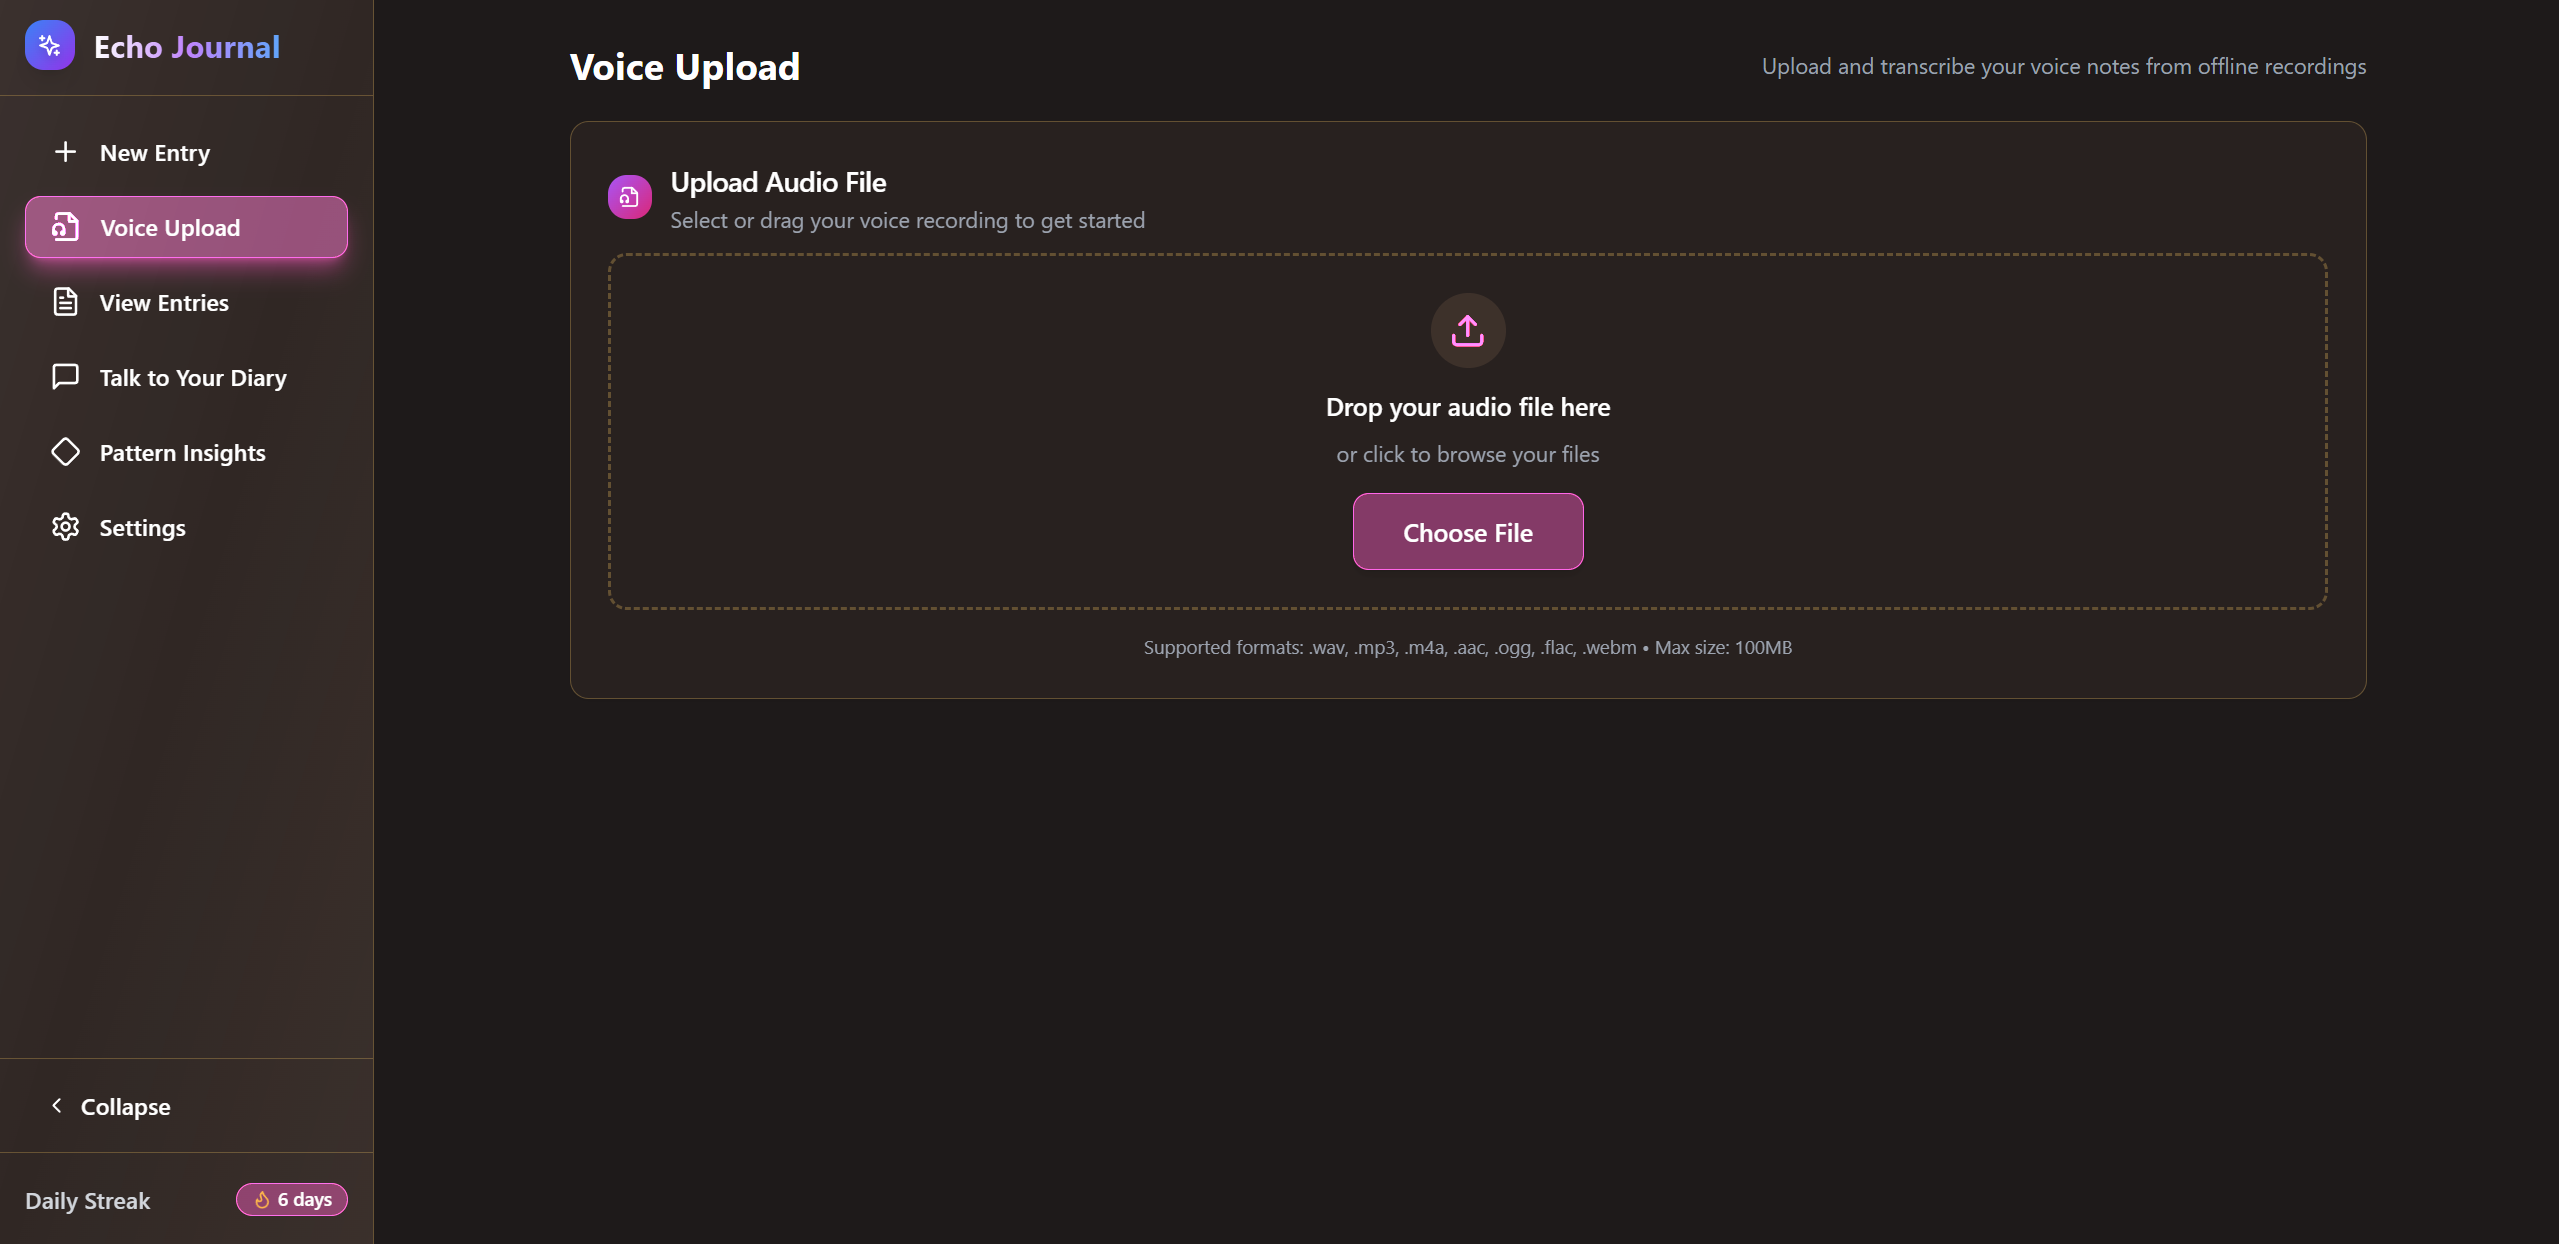 Echo Journal
New Entry
Voice Upload
View Entries
Talk to Your Diary
Pattern Insights
Settings
Collapse
Daily Streak
6 days
Voice Upload
Upload and transcribe your voice notes from offline recordings
Upload Audio File
Select or drag your voice recording to get started
Drop your audio file here
or click to browse your files
Choose File
Supported formats: .wav, .mp3, .m4a, .aac, .ogg, .flac, .webm • Max size: 100MB